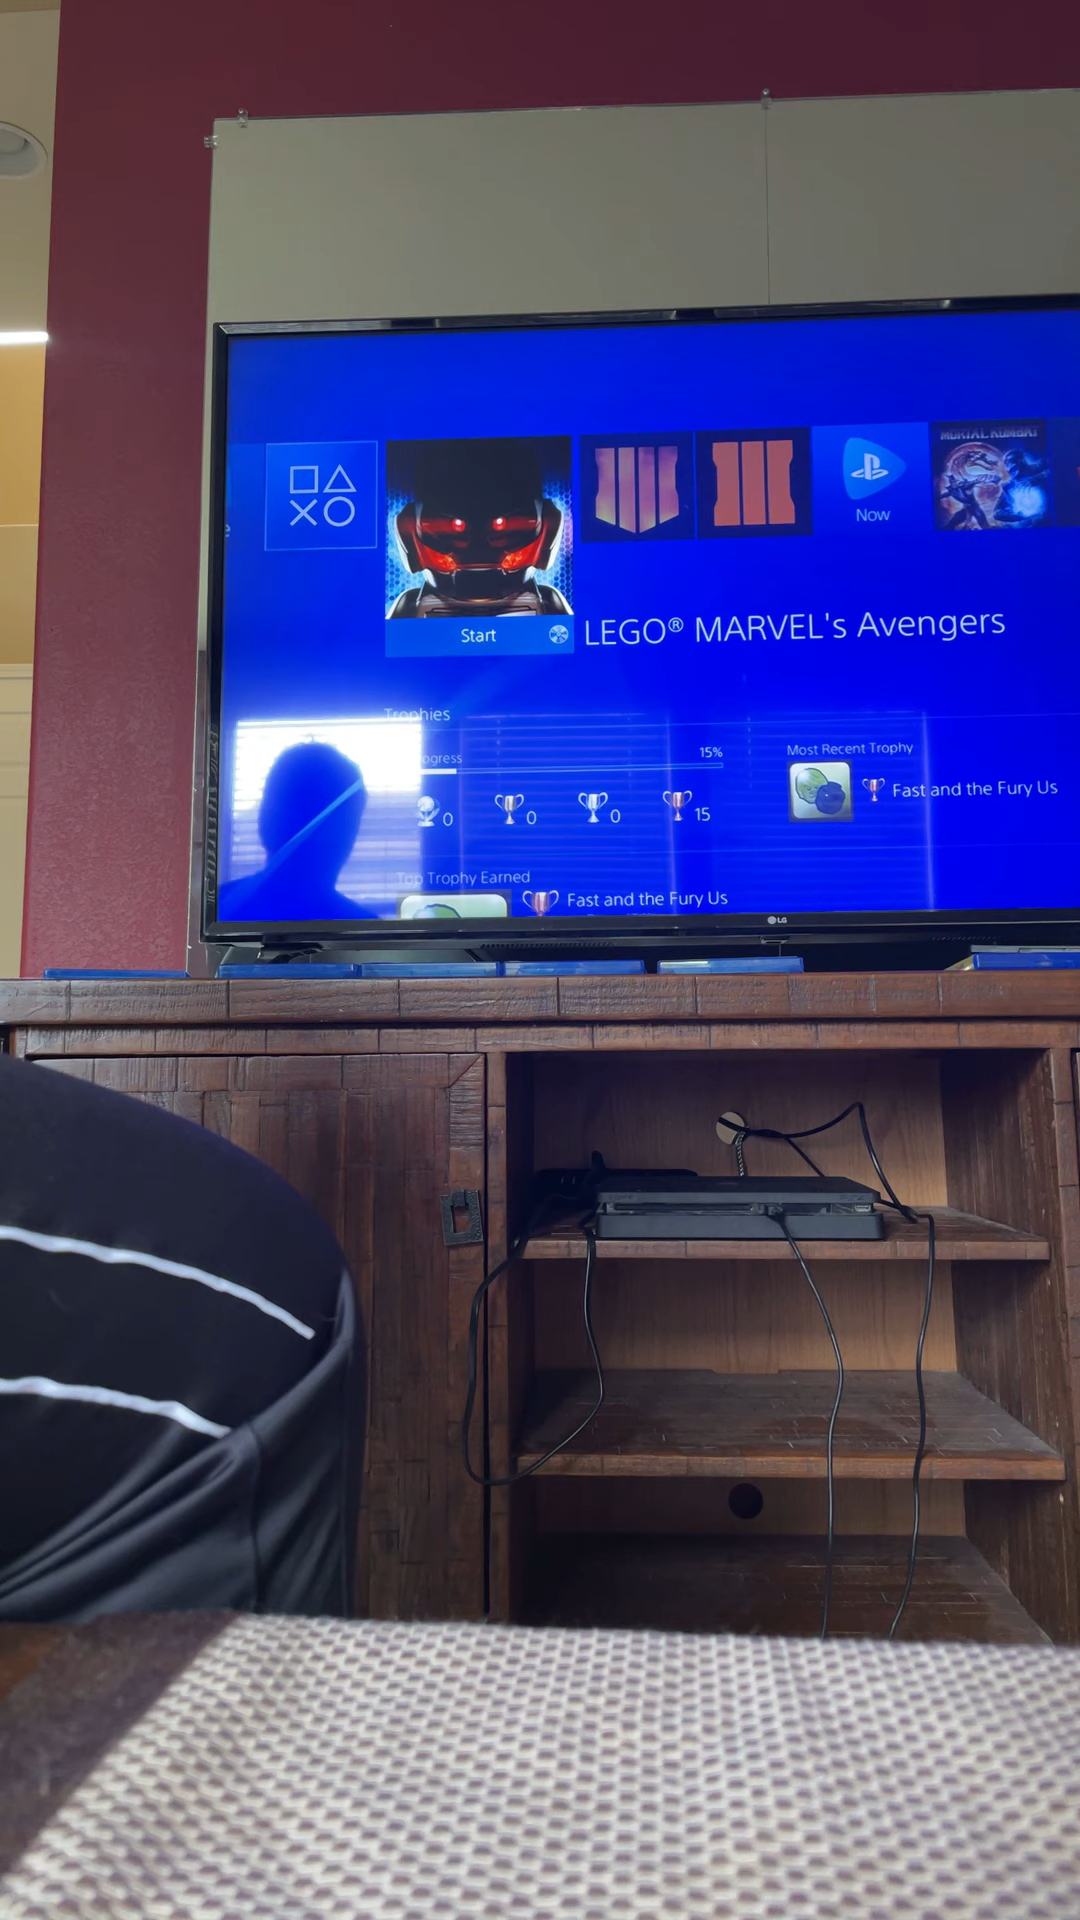 MORTAL KOMBAT
Now
Start
LEGO® MARVEL's Avengers
Trophies
15%
Most Recent Trophy
Fast and the Fury Us
0
0
0
15
Top Trophy Earned
Fast and the Fury Us
LG